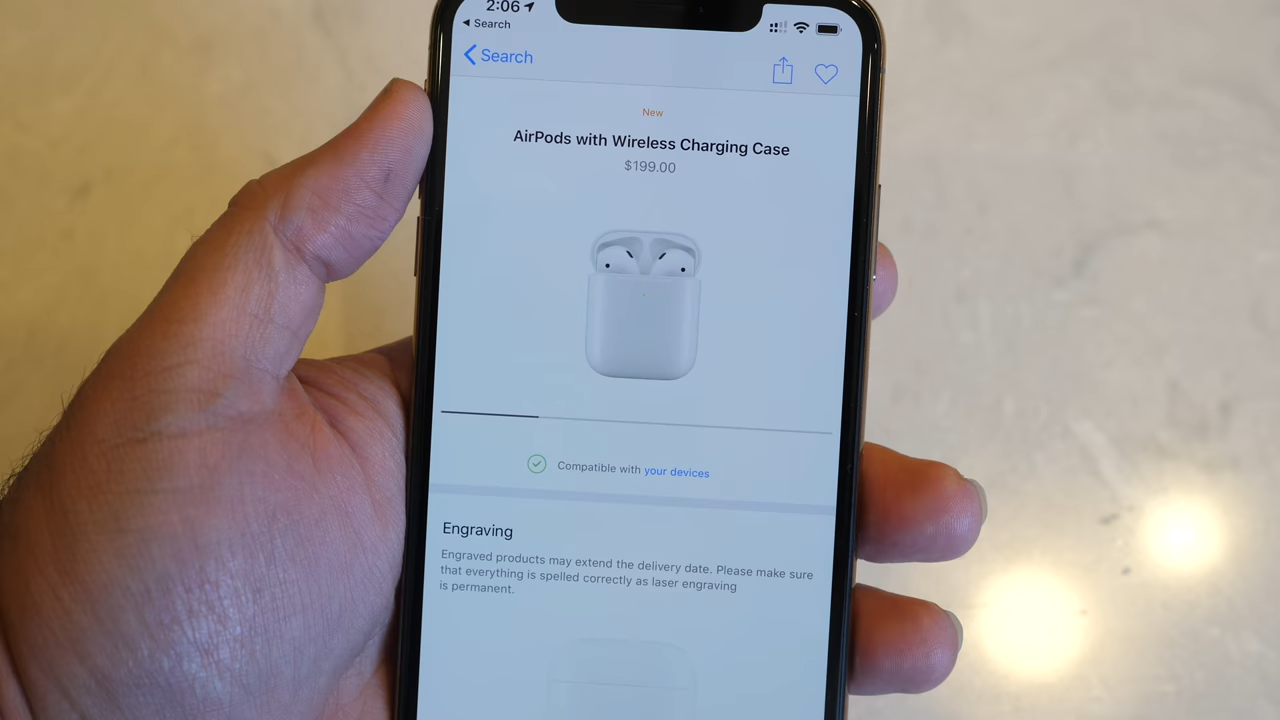 2:06
Search
Search
New
AirPods with Wireless Charging Case
$199.00
Compatible with your devices
Engraving
Engraved products may extend the delivery date. Please make sure
that everything is spelled correctly as laser engraving
is permanent.